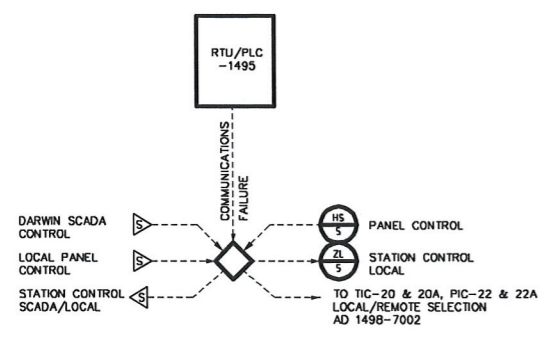 RTU/PLC
-1495
COMMUNICATIONS
FAILURE
DARWIN SCADA
CONTROL
S
HS
5
PANEL CONTROL
LOCAL PANEL
CONTROL
S
ZL
5
STATION CONTROL
LOCAL
STATION CONTROL
SCADA/LOCAL
S
TO TIC-20 & 20A, PIC-22 & 22A
LOCAL/REMOTE SELECTION
AD 1498-7002